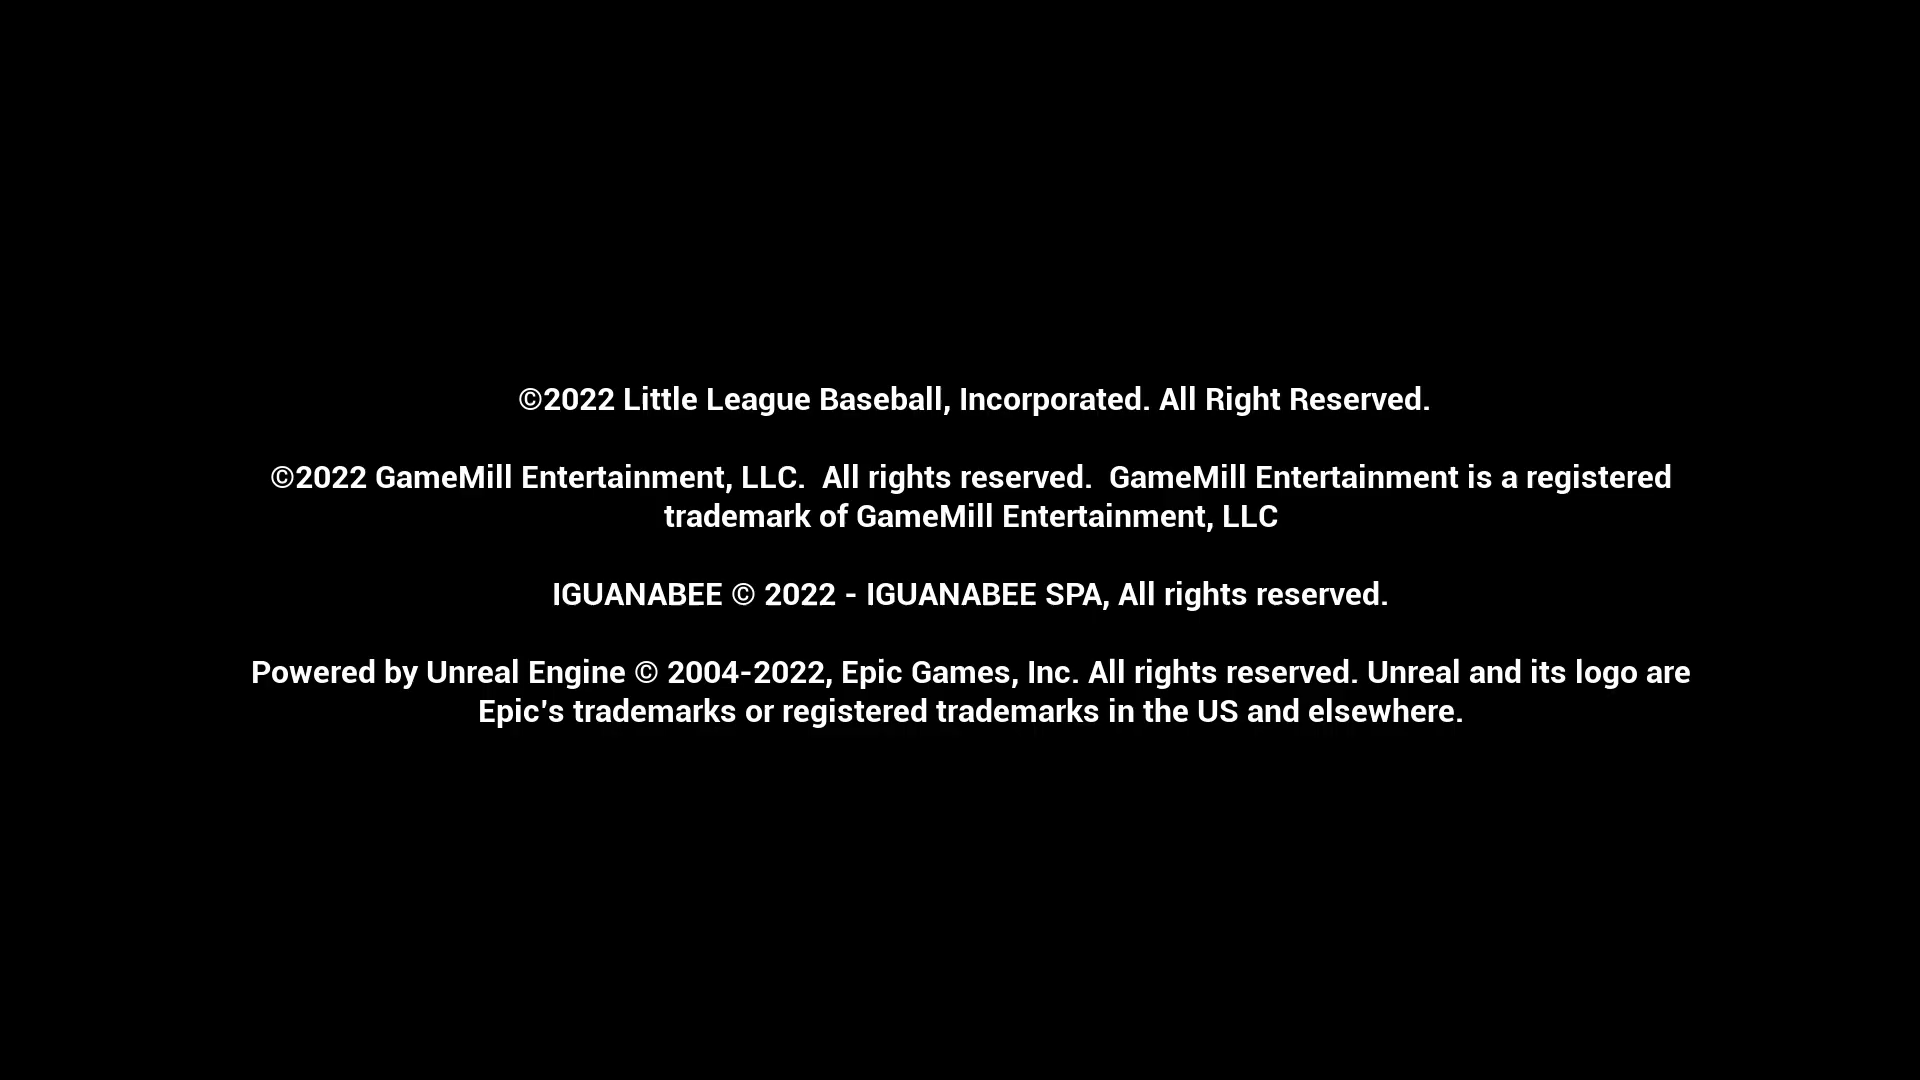 ©2022 Little League Baseball, Incorporated. All Right Reserved.
©2022 GameMill Entertainment, LLC.  All rights reserved.  GameMill Entertainment is a registered
trademark of GameMill Entertainment, LLC
IGUANABEE © 2022 - IGUANABEE SPA, All rights reserved.
Powered by Unreal Engine © 2004-2022, Epic Games, Inc. All rights reserved. Unreal and its logo are
Epic's trademarks or registered trademarks in the US and elsewhere.